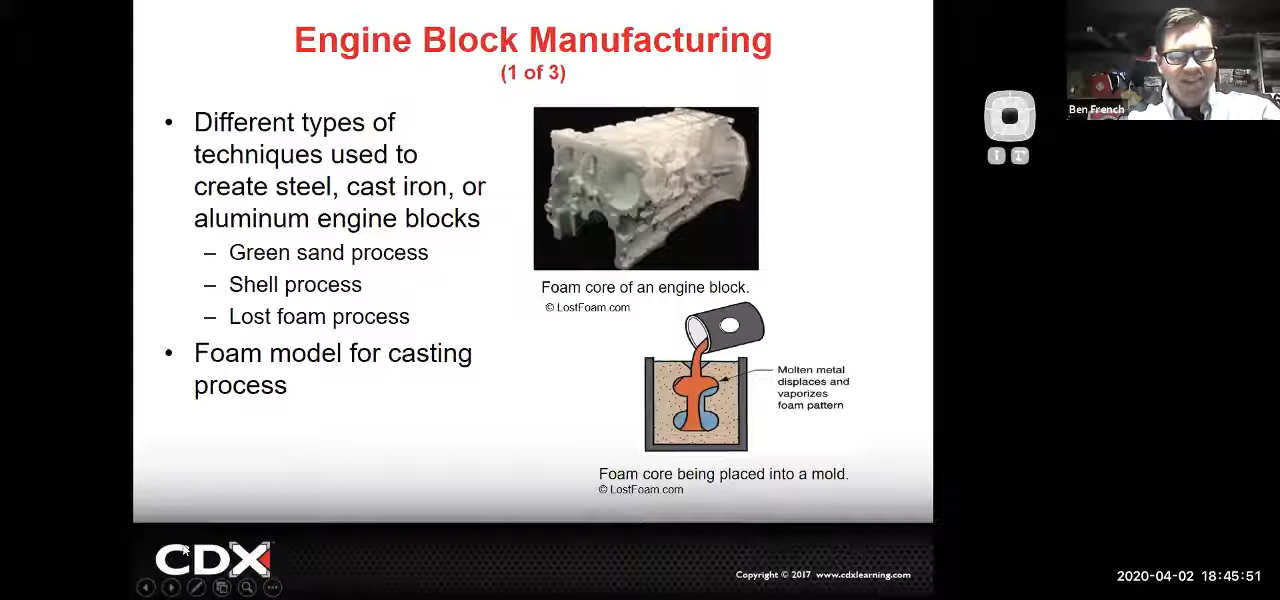 Engine Block Manufacturing
(1 of 3)
• Different types of
techniques used to
create steel, cast iron, or
aluminum engine blocks
– Green sand process
– Shell process
– Lost foam process
• Foam model for casting
process
Foam core of an engine block.
© LostFoam.com
Molten metal
displaces and
vaporizes
foam pattern
Foam core being placed into a mold.
© LostFoam.com
CDX
Copyright © 2017 www.cdxlearning.com
Ben French
2020-04-02 18:45:51